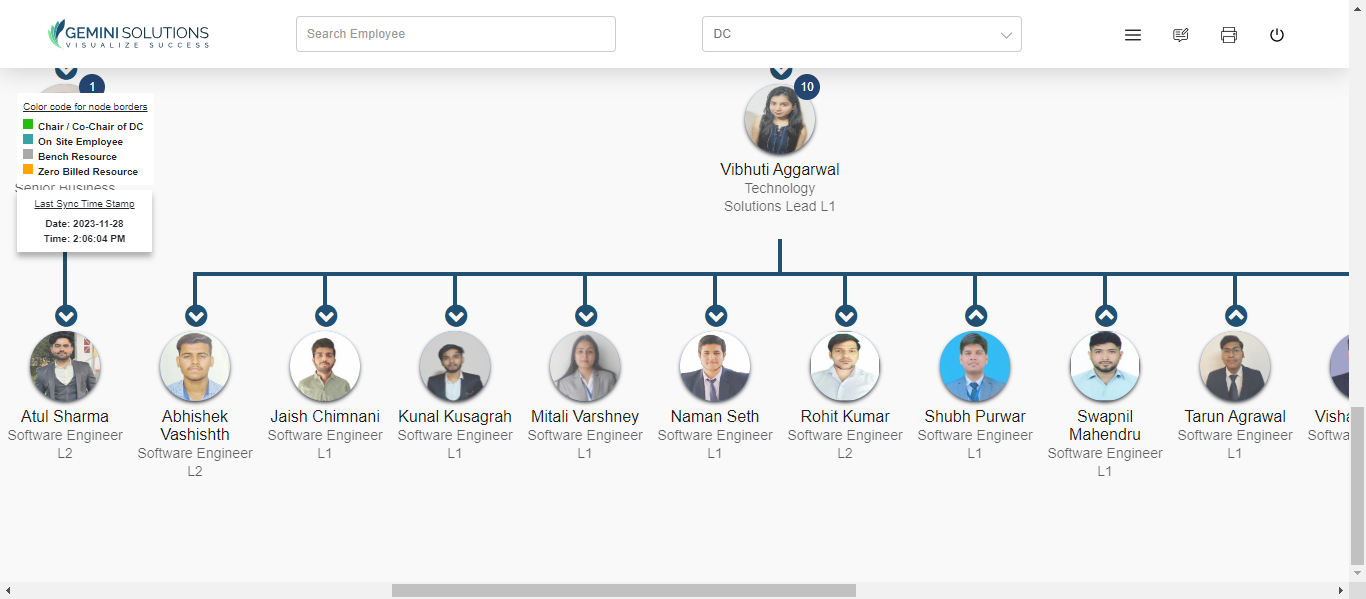 GEMINI SOLUTIONS
VISUALIZE SUCCESS
Search Employee
DC
1
10
Color code for node borders
Chair / Co-Chair of DC
On Site Employee
Bench Resource
Zero Billed Resource
Senior Business
Last Sync Time Stamp
Date: 2023-11-28
Time: 2:06:04 PM
Vibhuti Aggarwal
Technology
Solutions Lead L1
Atul Sharma
Software Engineer
L2
Abhishek
Vashishth
Software Engineer
L2
Jaish Chimnani
Software Engineer
L1
Kunal Kusagrah
Software Engineer
L1
Mitali Varshney
Software Engineer
L1
Naman Seth
Software Engineer
L1
Rohit Kumar
Software Engineer
L2
Shubh Purwar
Software Engineer
L1
Swapnil
Mahendru
Software Engineer
L1
Tarun Agrawal
Software Engineer
L1